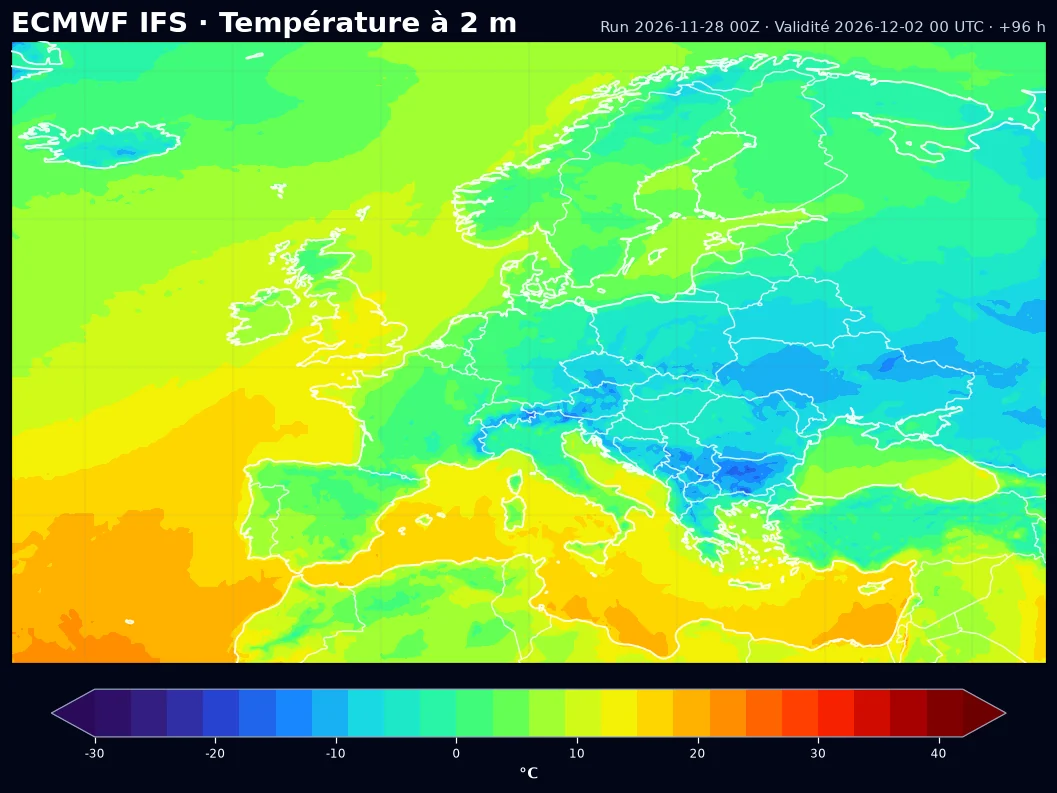 ECMWF IFS · Température à 2 m
Run 2026-11-28 00Z · Validité 2026-12-02 00 UTC · +96 h
-30 -20 -10 0 10 20 30 40
°C